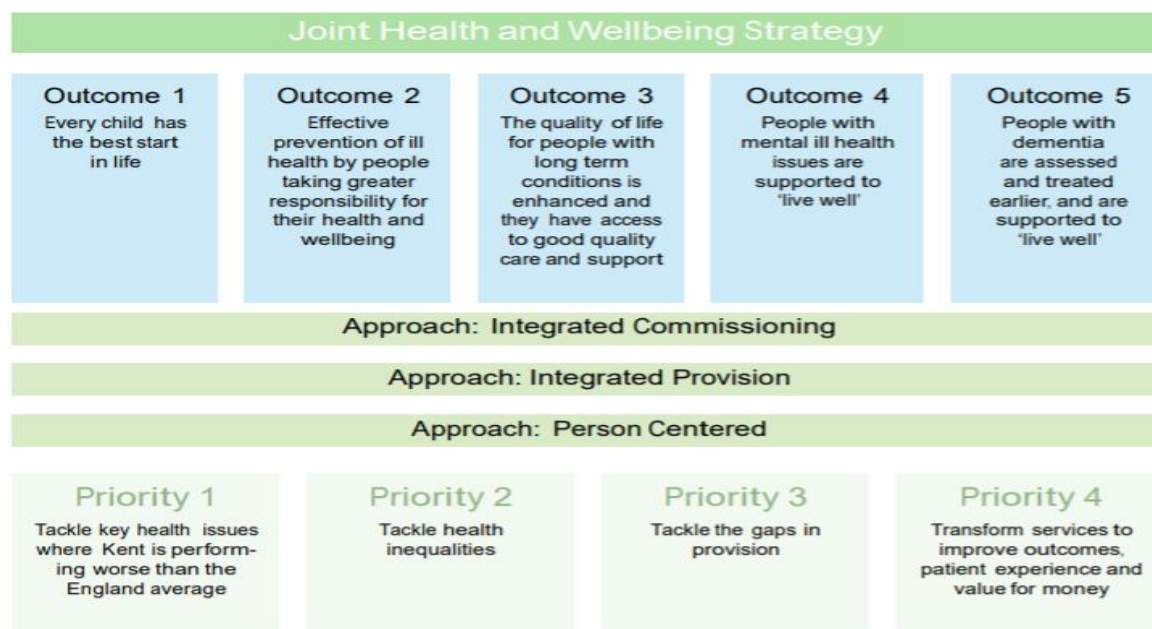 Joint Health and Wellbeing Strategy
Outcome 1
Every child has
the best start
in life
Outcome 2
Effective
prevention of ill
health by people
taking greater
responsibility for
their health and
wellbeing
Outcome 3
The quality of life
for people with
long term
conditions is
enhanced and
they have access
to good quality
care and support
Outcome 4
People with
mental ill health
issues are
supported to
'live well'
Outcome 5
People with
dementia
are assessed
and treated
earlier, and are
supported to
'live well'
Approach: Integrated Commissioning
Approach: Integrated Provision
Approach: Person Centered
Priority 1
Tackle key health issues
where Kent is perform-
ing worse than the
England average
Priority 2
Tackle health
inequalities
Priority 3
Tackle the gaps in
provision
Priority 4
Transform services to
improve outcomes,
patient experience and
value for money